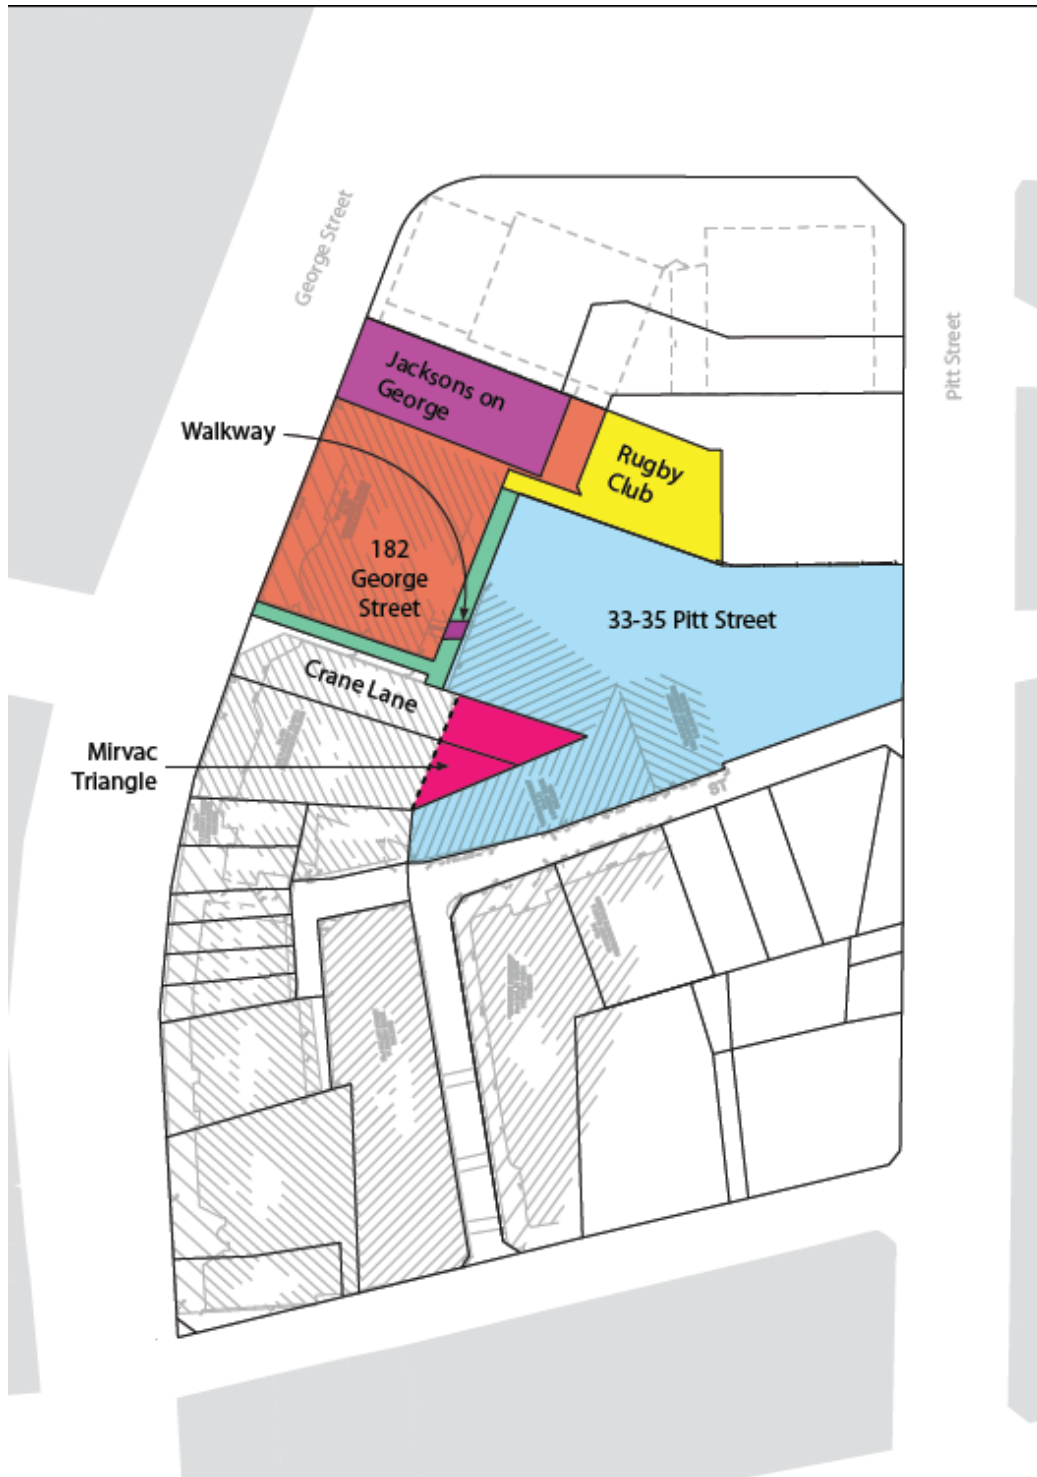 George Street
Pitt Street
Jacksons on
George
Walkway
Rugby
Club
182
George
Street
33-35 Pitt Street
Crane Lane
Mirvac
Triangle
ST